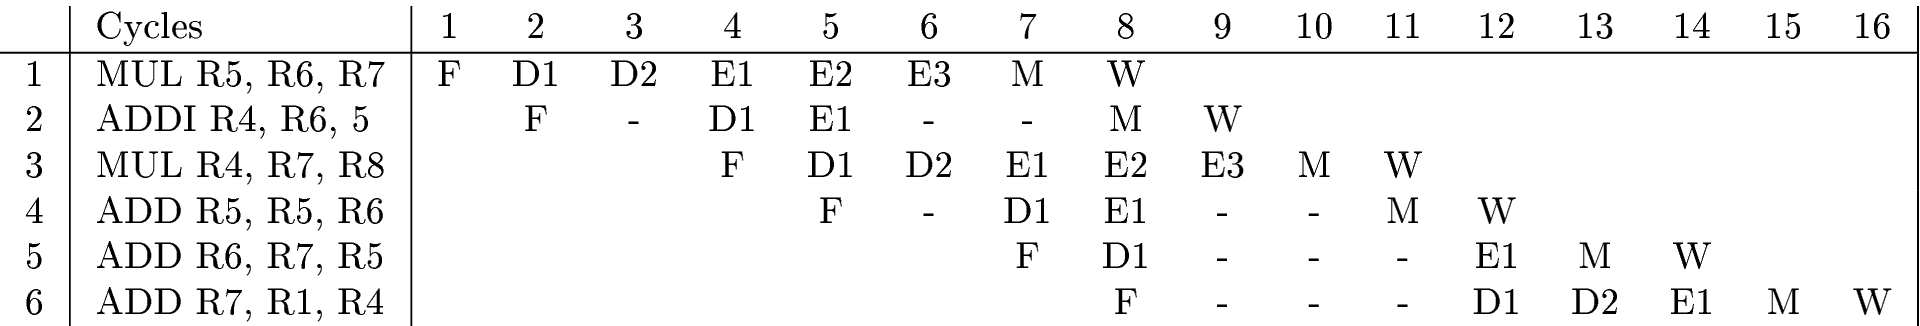 Cycles 1 2 3 4 5 6 7 8 9 10 11 12 13 14 15 16
1 MUL R5, R6, R7 F D1 D2 E1 E2 E3 M W
2 ADDI R4, R6, 5 F - D1 E1 - - M W
3 MUL R4, R7, R8 F D1 D2 E1 E2 E3 M W
4 ADD R5, R5, R6 F - D1 E1 - - M W
5 ADD R6, R7, R5 F D1 - - - E1 M W
6 ADD R7, R1, R4 F - - - D1 D2 E1 M W